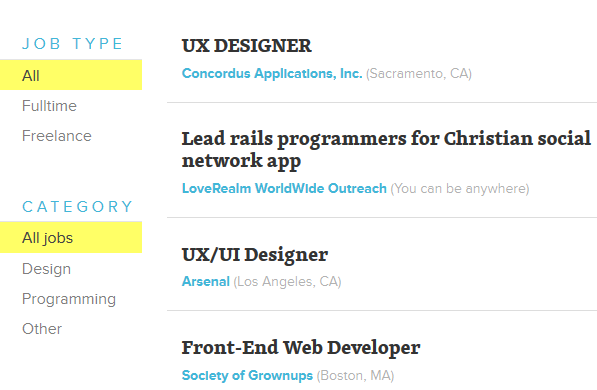 JOB TYPE
All
Fulltime
Freelance
CATEGORY
All jobs
Design
Programming
Other
UX DESIGNER
Concordus Applications, Inc. (Sacramento, CA)
Lead rails programmers for Christian social
network app
LoveRealm WorldWide Outreach (You can be anywhere)
UX/UI Designer
Arsenal (Los Angeles, CA)
Front-End Web Developer
Society of Grownups (Boston, MA)